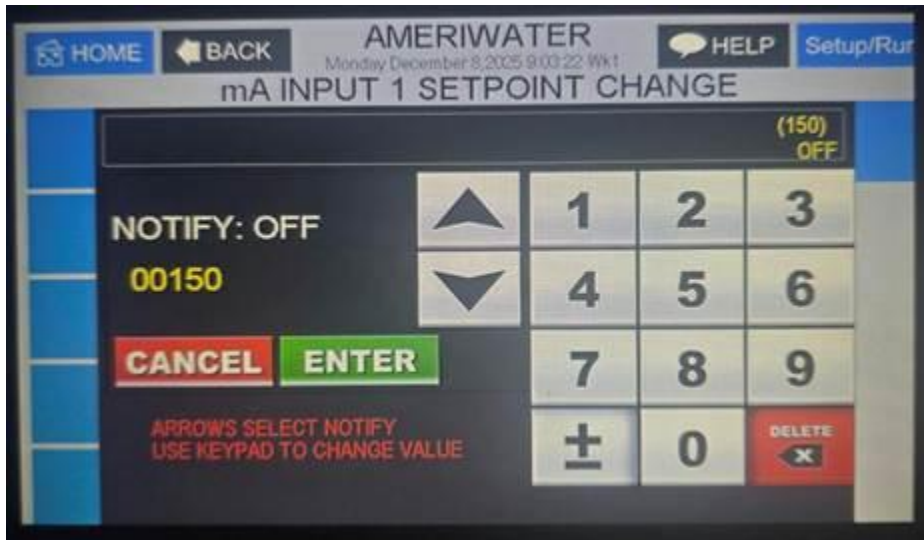 HOME BACK AMERIWATER HELP Setup/Run
Monday December 8, 2025 9:03:22 Wk1
mA INPUT 1 SETPOINT CHANGE
(150)
OFF
NOTIFY: OFF
00150
1 2 3
4 5 6
CANCEL ENTER
7 8 9
ARROWS SELECT NOTIFY
USE KEYPAD TO CHANGE VALUE
± 0 DELETE
X